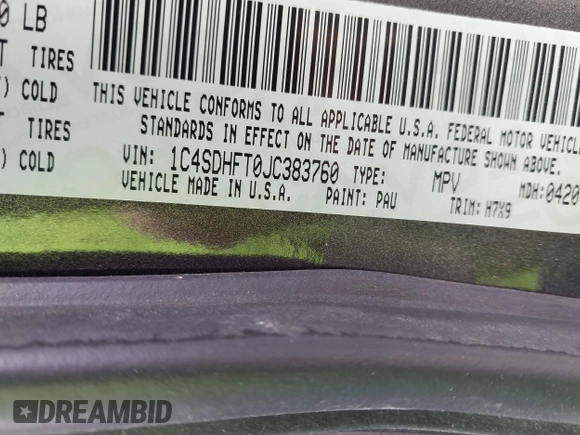 0 LB
T TIRES
) COLD
T TIRES
) COLD
THIS VEHICLE CONFORMS TO ALL APPLICABLE U.S.A. FEDERAL MOTOR VEHICLE
STANDARDS IN EFFECT ON THE DATE OF MANUFACTURE SHOWN ABOVE.
VIN: 1C4SDHFT0JC383760 TYPE: MPV MDH: 0420
VEHICLE MADE IN U.S.A. PAINT: PAU TRIM: H7X9
DREAMBID